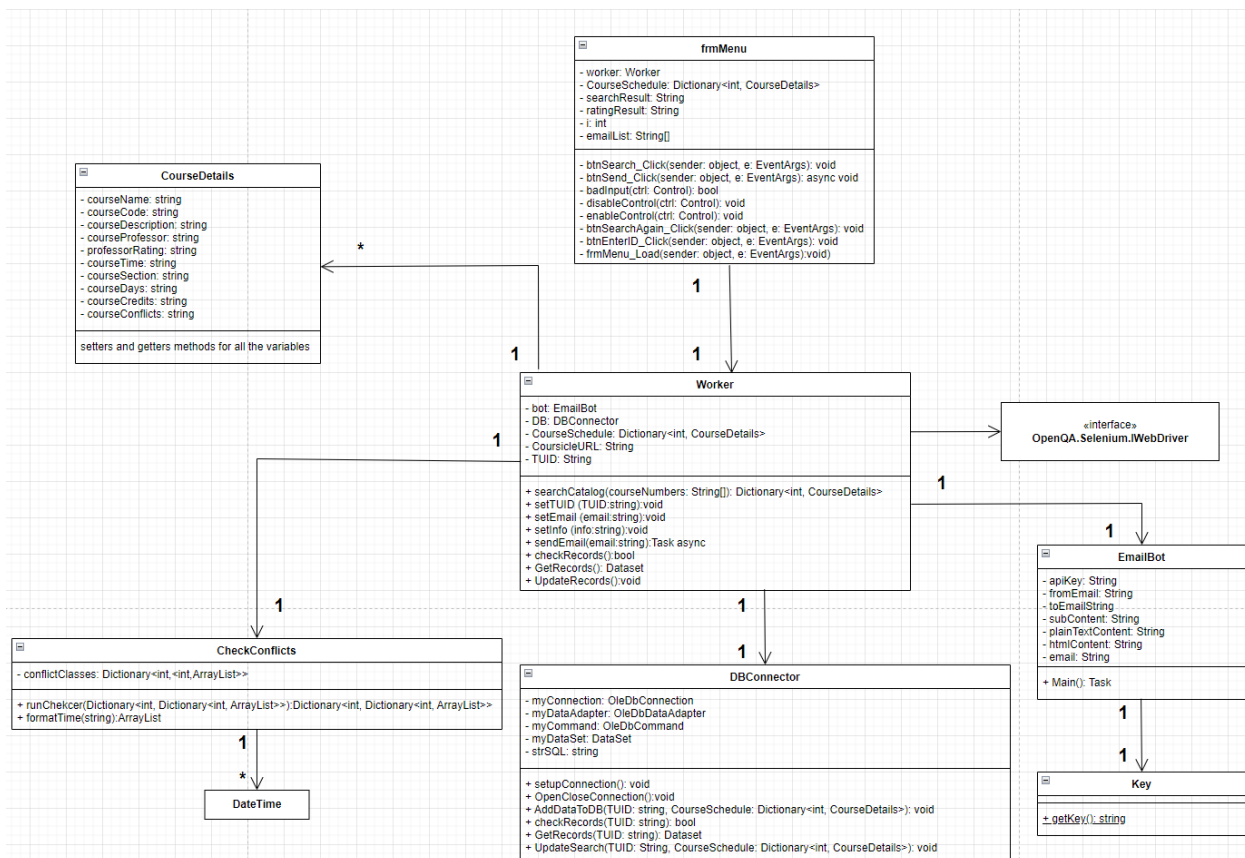 frmMenu
- worker: Worker
- CourseSchedule: Dictionary<int, CourseDetails>
- searchResult: String
- ratingResult: String
- i: int
- emailList: String[]
- btnSearch_Click(sender: object, e: EventArgs): void
- btnSend_Click(sender: object, e: EventArgs): async void
- badInput(ctrl: Control): bool
- disableControl(ctrl: Control): void
- enableControl(ctrl: Control): void
- btnSearchAgain_Click(sender: object, e: EventArgs): void
- btnEnterID_Click(sender: object, e: EventArgs): void
- frmMenu_Load(sender: object, e: EventArgs):void)
CourseDetails
- courseName: string
- courseCode: string
- courseDescription: string
- courseProfessor: string
- professorRating: string
- courseTime: string
- courseSection: string
- courseDays: string
- courseCredits: string
- courseConflicts: string
setters and getters methods for all the variables
*
1
1
1
1
Worker
- bot: EmailBot
- DB: DBConnector
- CourseSchedule: Dictionary<int, CourseDetails>
- CoursicleURL: String
- TUID: String
+ searchCatalog(courseNumbers: String[]): Dictionary<int, CourseDetails>
+ setTUID (TUID:string):void
+ setEmail (email:string):void
+ setInfo (info:string):void
+ sendEmail(email:string):Task async
+ checkRecords():bool
+ GetRecords(): Dataset
+ UpdateRecords():void
«interface»
OpenQA.Selenium.IWebDriver
1
1
EmailBot
- apiKey: String
- fromEmail: String
- toEmailString
- subContent: String
- plainTextContent: String
- htmlContent: String
- email: String
+ Main(): Task
1
1
1
1
CheckConflicts
- conflictClasses: Dictionary<int,<int,ArrayList>>
+ runChekcer(Dictionary<int, Dictionary<int, ArrayList>>):Dictionary<int, Dictionary<int, ArrayList>>
+ formatTime(string):ArrayList
1
*
DateTime
DBConnector
- myConnection: OleDbConnection
- myDataAdapter: OleDbDataAdapter
- myCommand: OleDbCommand
- myDataSet: DataSet
- strSQL: string
+ setupConnection(): void
+ OpenCloseConnection():void
+ AddDataToDB(TUID: string, CourseSchedule: Dictionary<int, CourseDetails>): void
+ checkRecords(TUID: string): bool
+ GetRecords(TUID: string): Dataset
+ UpdateSearch(TUID: String, CourseSchedule: Dictionary<int, CourseDetails>): void
1
Key
+ getKey(): string